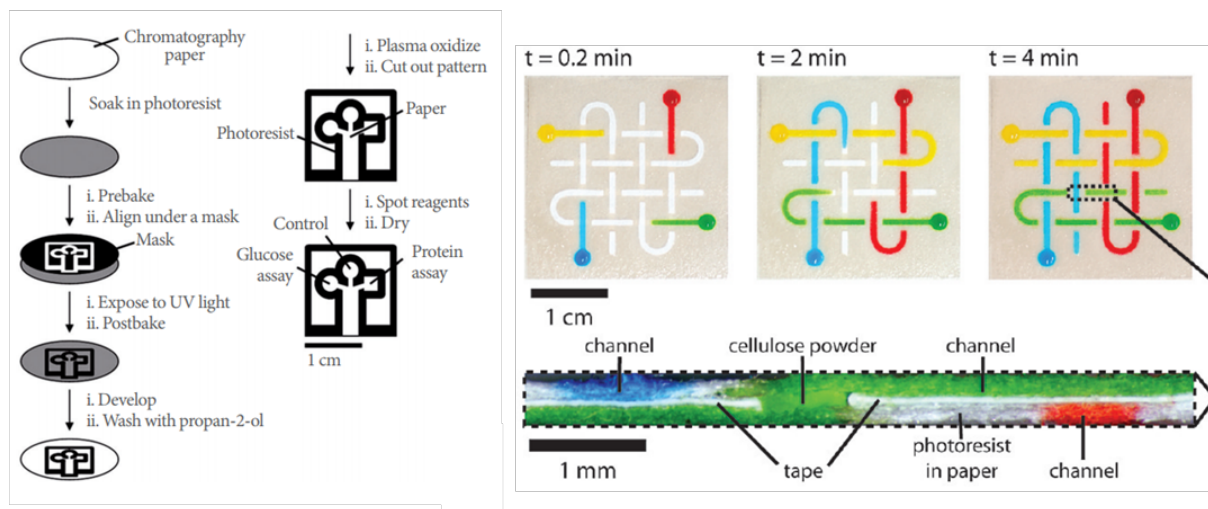 Chromatography
paper
Soak in photoresist
i. Prebake
ii. Align under a mask
Mask
i. Expose to UV light
ii. Postbake
i. Develop
ii. Wash with propan-2-ol
i. Plasma oxidize
ii. Cut out pattern
Paper
Photoresist
i. Spot reagents
ii. Dry
Control
Glucose
assay
Protein
assay
1 cm
t = 0.2 min
t = 2 min
t = 4 min
1 cm
channel
cellulose powder
channel
1 mm
tape
photoresist
in paper
channel